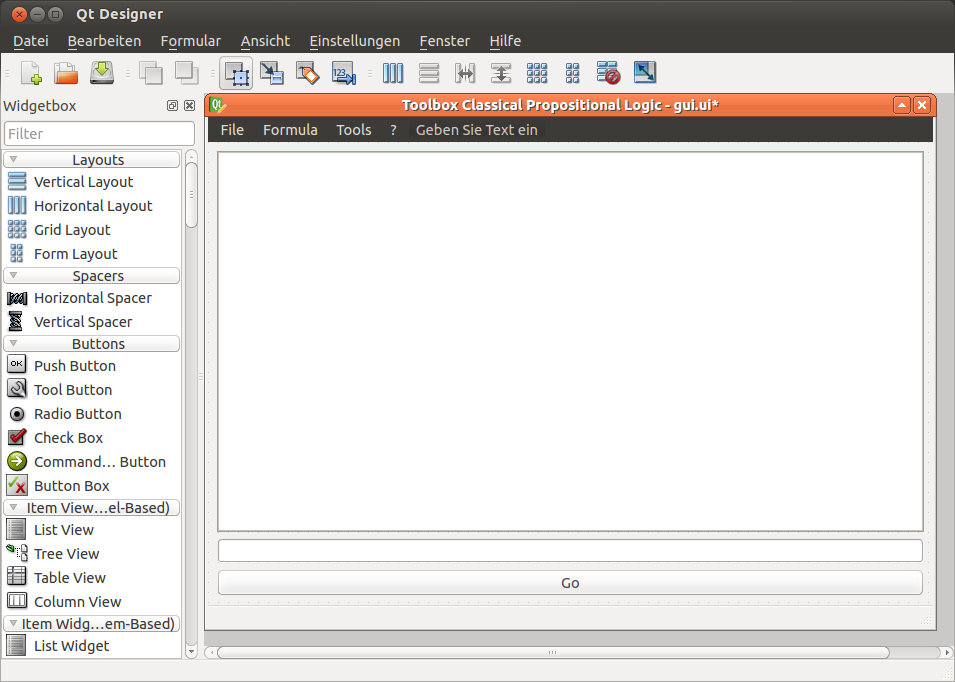 Qt Designer
Datei Bearbeiten Formular Ansicht Einstellungen Fenster Hilfe
123
Widgetbox
Filter
Layouts
Vertical Layout
Horizontal Layout
Grid Layout
Form Layout
Spacers
Horizontal Spacer
Vertical Spacer
Buttons
OK Push Button
Tool Button
Radio Button
Check Box
Command... Button
Button Box
Item View...el-Based)
List View
Tree View
Table View
Column View
Item Widg...em-Based)
List Widget
Qt Toolbox Classical Propositional Logic - gui.ui*
File Formula Tools ? Geben Sie Text ein
Go